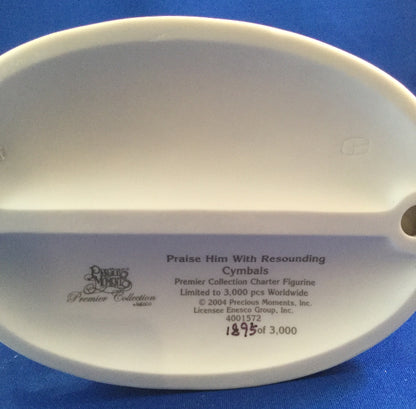 PRECIOUS
MOMENTS
Premier Collection
Praise Him With Resounding
Cymbals
Premier Collection Charter Figurine
Limited to 3,000 pcs Worldwide
© 2004 Precious Moments, Inc.
Licensee Enesco Group, Inc.
4001572
1895 of 3,000